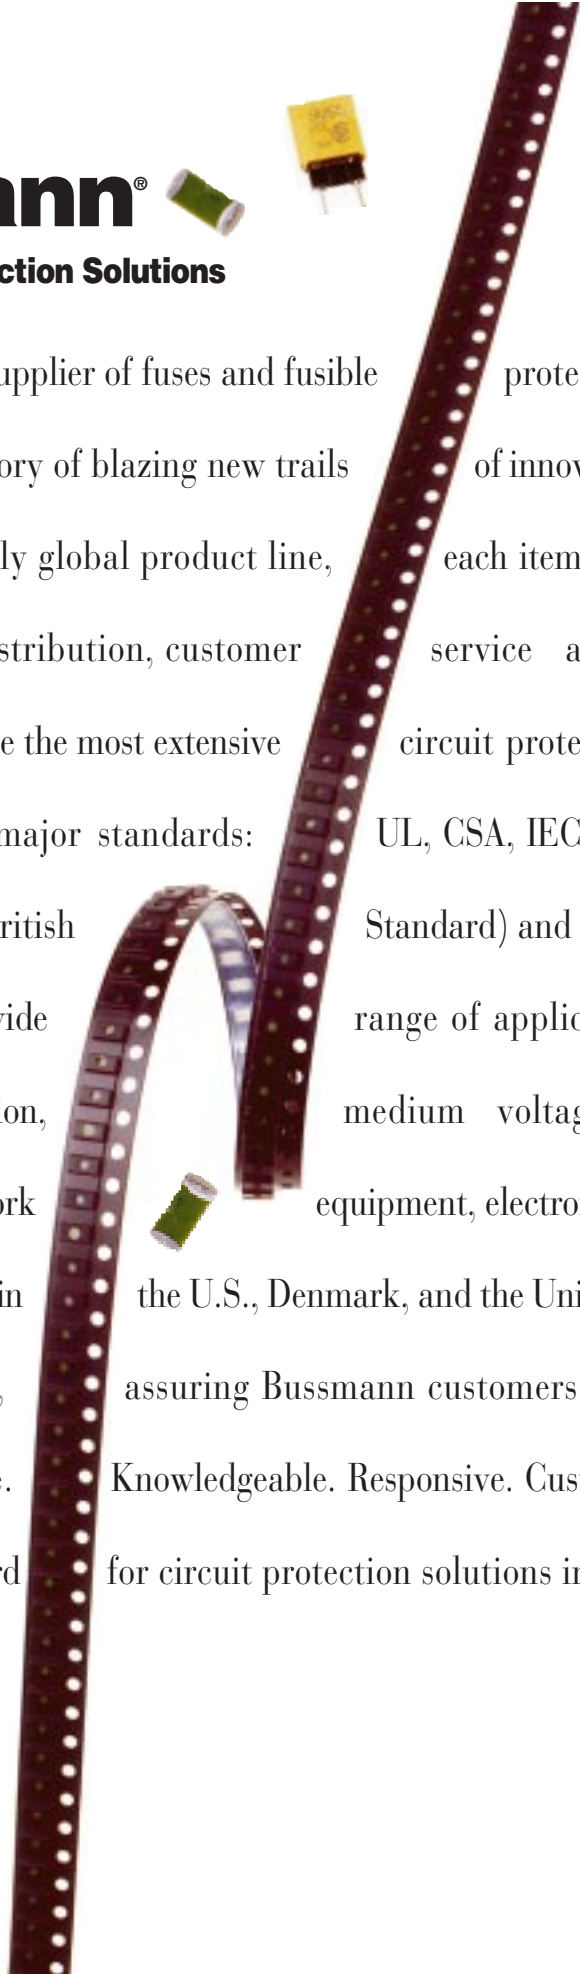 ann®
ction Solutions
upplier of fuses and fusible prote
ory of blazing new trails of innov
ly global product line, each item
stribution, customer service a
e the most extensive circuit prote
major standards: UL, CSA, IEC
ritish Standard) and
vide range of applic
ion, medium voltag
ork equipment, electro
in the U.S., Denmark, and the Uni
, assuring Bussmann customers
e. Knowledgeable. Responsive. Cus
rd for circuit protection solutions in